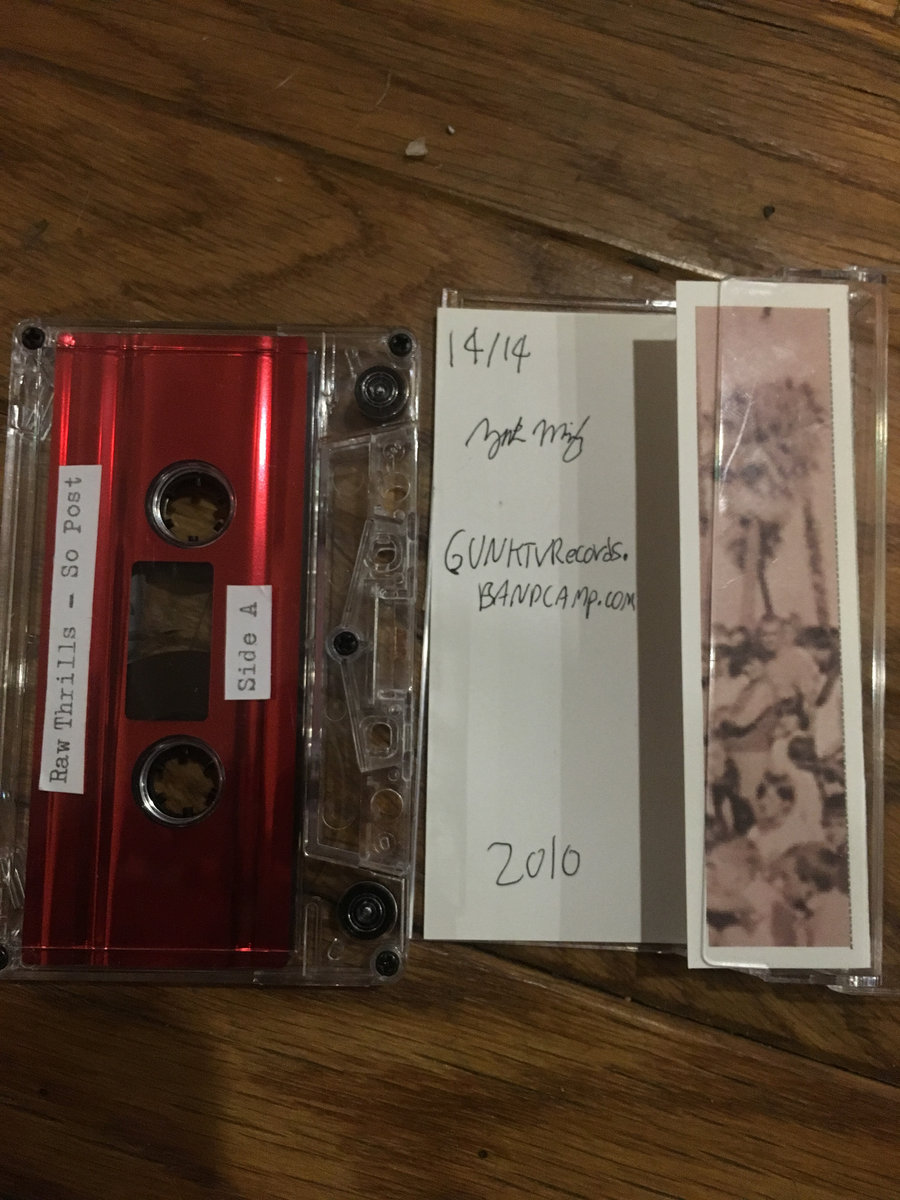 Raw Thrills - So Post
Side A
14/14
GUNKTVRecords.
BANDCAMP.com
2010